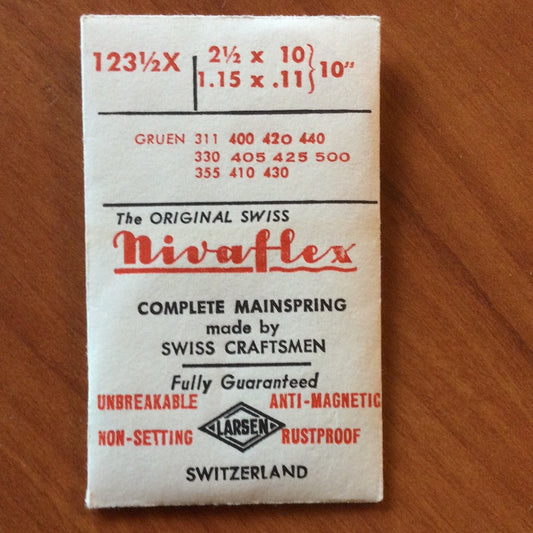 123½X 2½ x 10 } 10"
1.15 x .11
GRUEN 311 400 420 440
330 405 425 500
355 410 430
The ORIGINAL SWISS
Nivaflex
COMPLETE MAINSPRING
made by
SWISS CRAFTSMEN
Fully Guaranteed
UNBREAKABLE ANTI-MAGNETIC
NON-SETTING LARSEN RUSTPROOF
SWITZERLAND